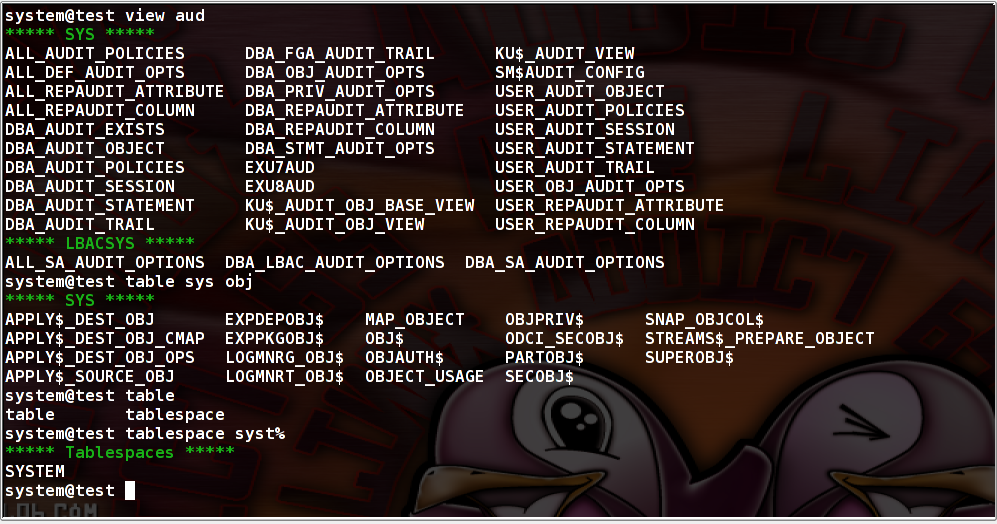 system@test view aud
***** SYS *****
ALL_AUDIT_POLICIES DBA_FGA_AUDIT_TRAIL KU$_AUDIT_VIEW
ALL_DEF_AUDIT_OPTS DBA_OBJ_AUDIT_OPTS SM$AUDIT_CONFIG
ALL_REPAUDIT_ATTRIBUTE DBA_PRIV_AUDIT_OPTS USER_AUDIT_OBJECT
ALL_REPAUDIT_COLUMN DBA_REPAUDIT_ATTRIBUTE USER_AUDIT_POLICIES
DBA_AUDIT_EXISTS DBA_REPAUDIT_COLUMN USER_AUDIT_SESSION
DBA_AUDIT_OBJECT DBA_STMT_AUDIT_OPTS USER_AUDIT_STATEMENT
DBA_AUDIT_POLICIES EXU7AUD USER_AUDIT_TRAIL
DBA_AUDIT_SESSION EXU8AUD USER_OBJ_AUDIT_OPTS
DBA_AUDIT_STATEMENT KU$_AUDIT_OBJ_BASE_VIEW USER_REPAUDIT_ATTRIBUTE
DBA_AUDIT_TRAIL KU$_AUDIT_OBJ_VIEW USER_REPAUDIT_COLUMN
***** LBACSYS *****
ALL_SA_AUDIT_OPTIONS DBA_LBAC_AUDIT_OPTIONS DBA_SA_AUDIT_OPTIONS
system@test table sys obj
***** SYS *****
APPLY$_DEST_OBJ EXPDEPOBJ$ MAP_OBJECT OBJPRIV$ SNAP_OBJCOL$
APPLY$_DEST_OBJ_CMAP EXPPKGOBJ$ OBJ$ ODCI_SECOBJ$ STREAMS$_PREPARE_OBJECT
APPLY$_DEST_OBJ_OPS LOGMNRG_OBJ$ OBJAUTH$ PARTOBJ$ SUPEROBJ$
APPLY$_SOURCE_OBJ LOGMNRT_OBJ$ OBJECT_USAGE SECOBJ$
system@test table
table tablespace
system@test tablespace syst%
***** Tablespaces *****
SYSTEM
system@test